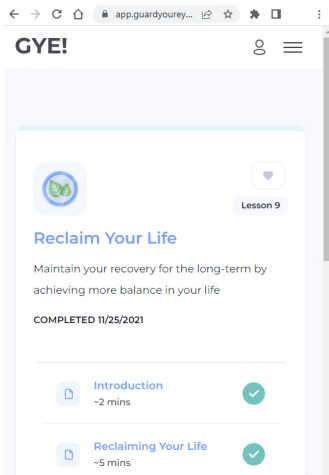 app.guardyourey...
GYE!
Lesson 9
Reclaim Your Life
Maintain your recovery for the long-term by
achieving more balance in your life
COMPLETED 11/25/2021
Introduction
~2 mins
Reclaiming Your Life
~5 mins